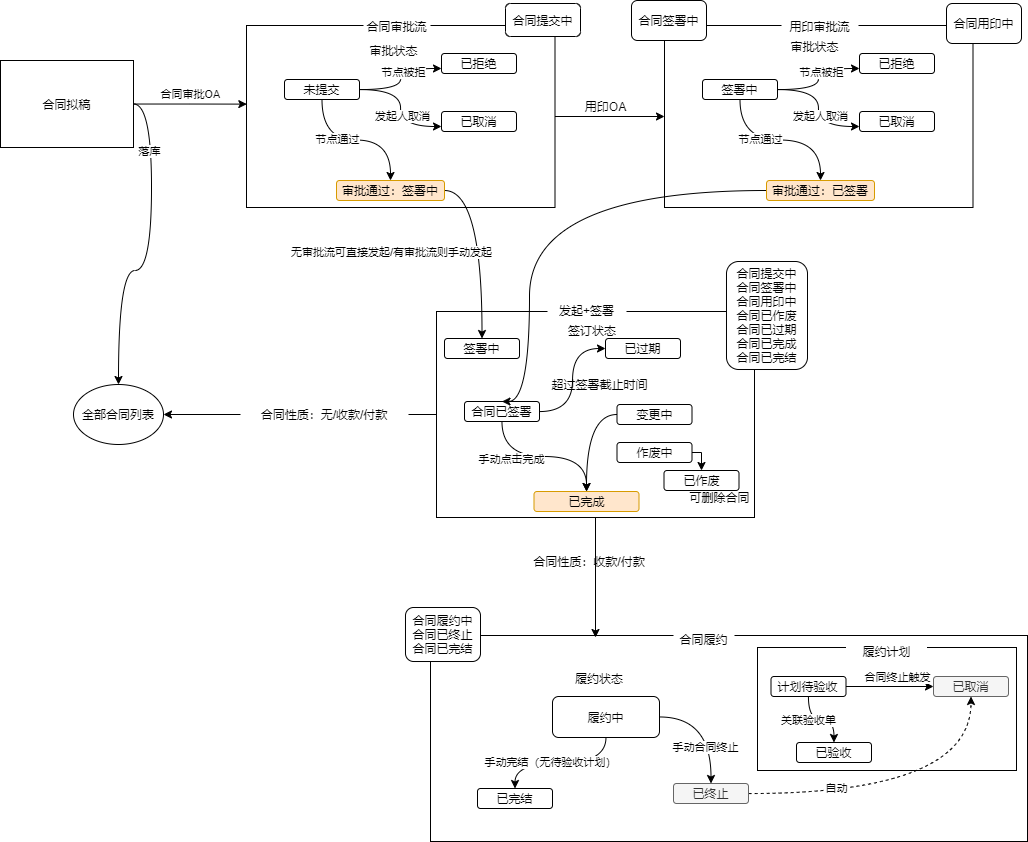 合同拟稿
合同审批OA
落库
合同审批流
合同提交中
审批状态
未提交
节点被拒
已拒绝
发起人取消
已取消
节点通过
审批通过：签署中
用印OA
合同签署中
用印审批流
合同用印中
审批状态
签署中
节点被拒
已拒绝
发起人取消
已取消
节点通过
审批通过：已签署
无审批流可直接发起/有审批流则手动发起
发起+签署
合同提交中
合同签署中
合同用印中
合同已作废
合同已过期
合同已完成
合同已完结
签订状态
签署中
已过期
超过签署截止时间
合同已签署
变更中
手动点击完成
作废中
已作废
可删除合同
已完成
全部合同列表
合同性质：无/收款/付款
合同性质：收款/付款
合同履约中
合同已终止
合同已完结
合同履约
履约状态
履约中
手动完结（无待验收计划）
已完结
手动合同终止
已终止
自动
履约计划
计划待验收
合同终止触发
已取消
关联验收单
已验收